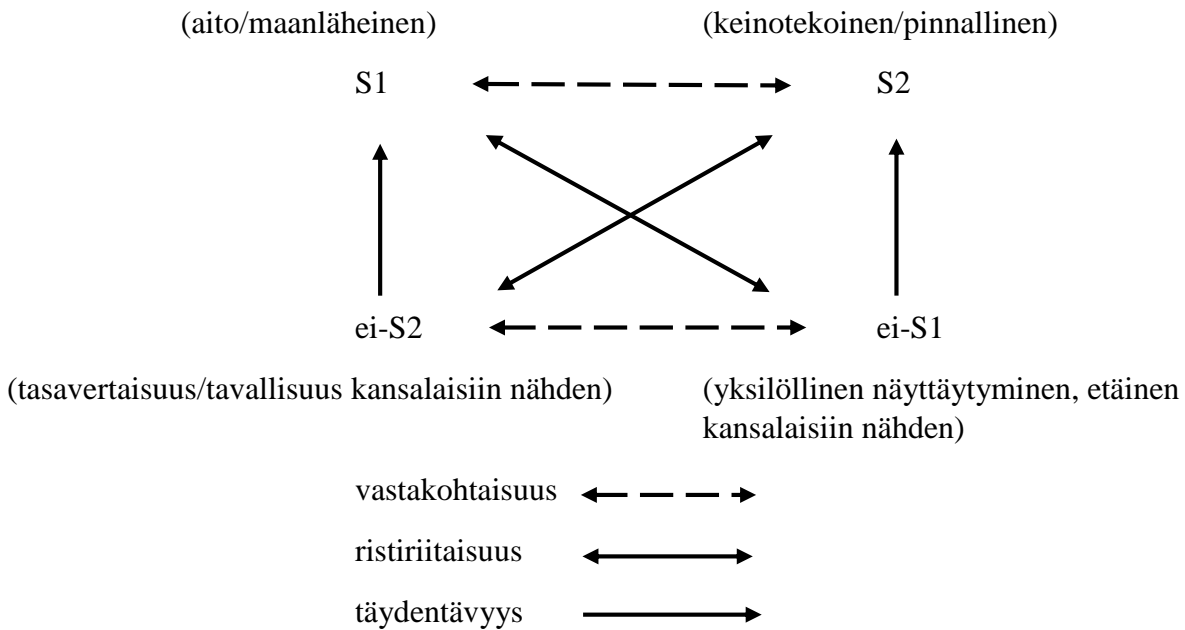 (aito/maanläheinen) (keinotekoinen/pinnallinen)
S1 S2
ei-S2 ei-S1
(tasavertaisuus/tavallisuus kansalaisiin nähden) (yksilöllinen näyttäytyminen, etäinen
kansalaisiin nähden)
vastakohtaisuus
ristiriitaisuus
täydentävyys